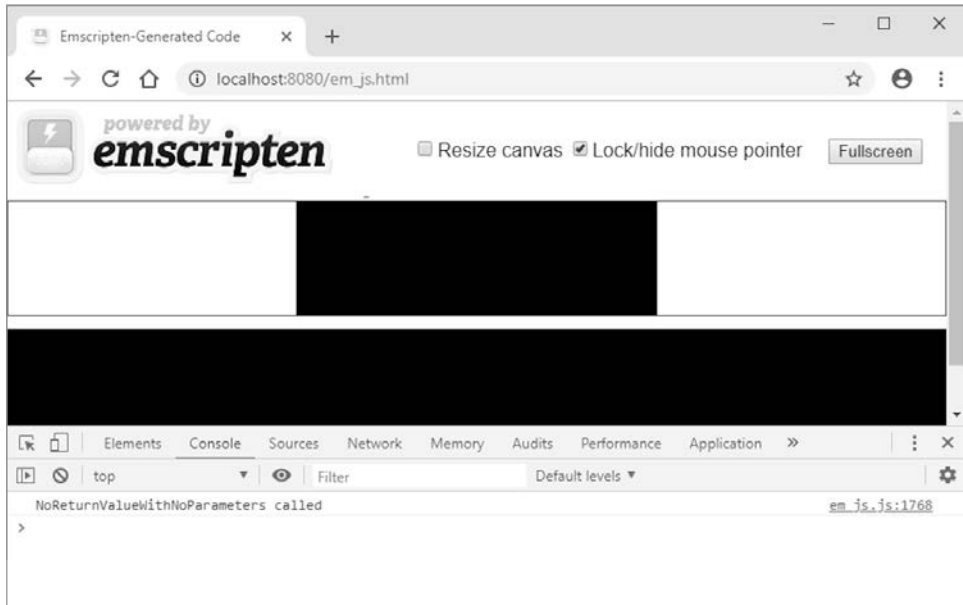 Emscripten-Generated Code
localhost:8080/em_js.html
powered by
emscripten
Resize canvas
Lock/hide mouse pointer
Fullscreen
Elements Console Sources Network Memory Audits Performance Application »
top Filter Default levels ▼
NoReturnValueWithNoParameters called em_js.js:1768
>